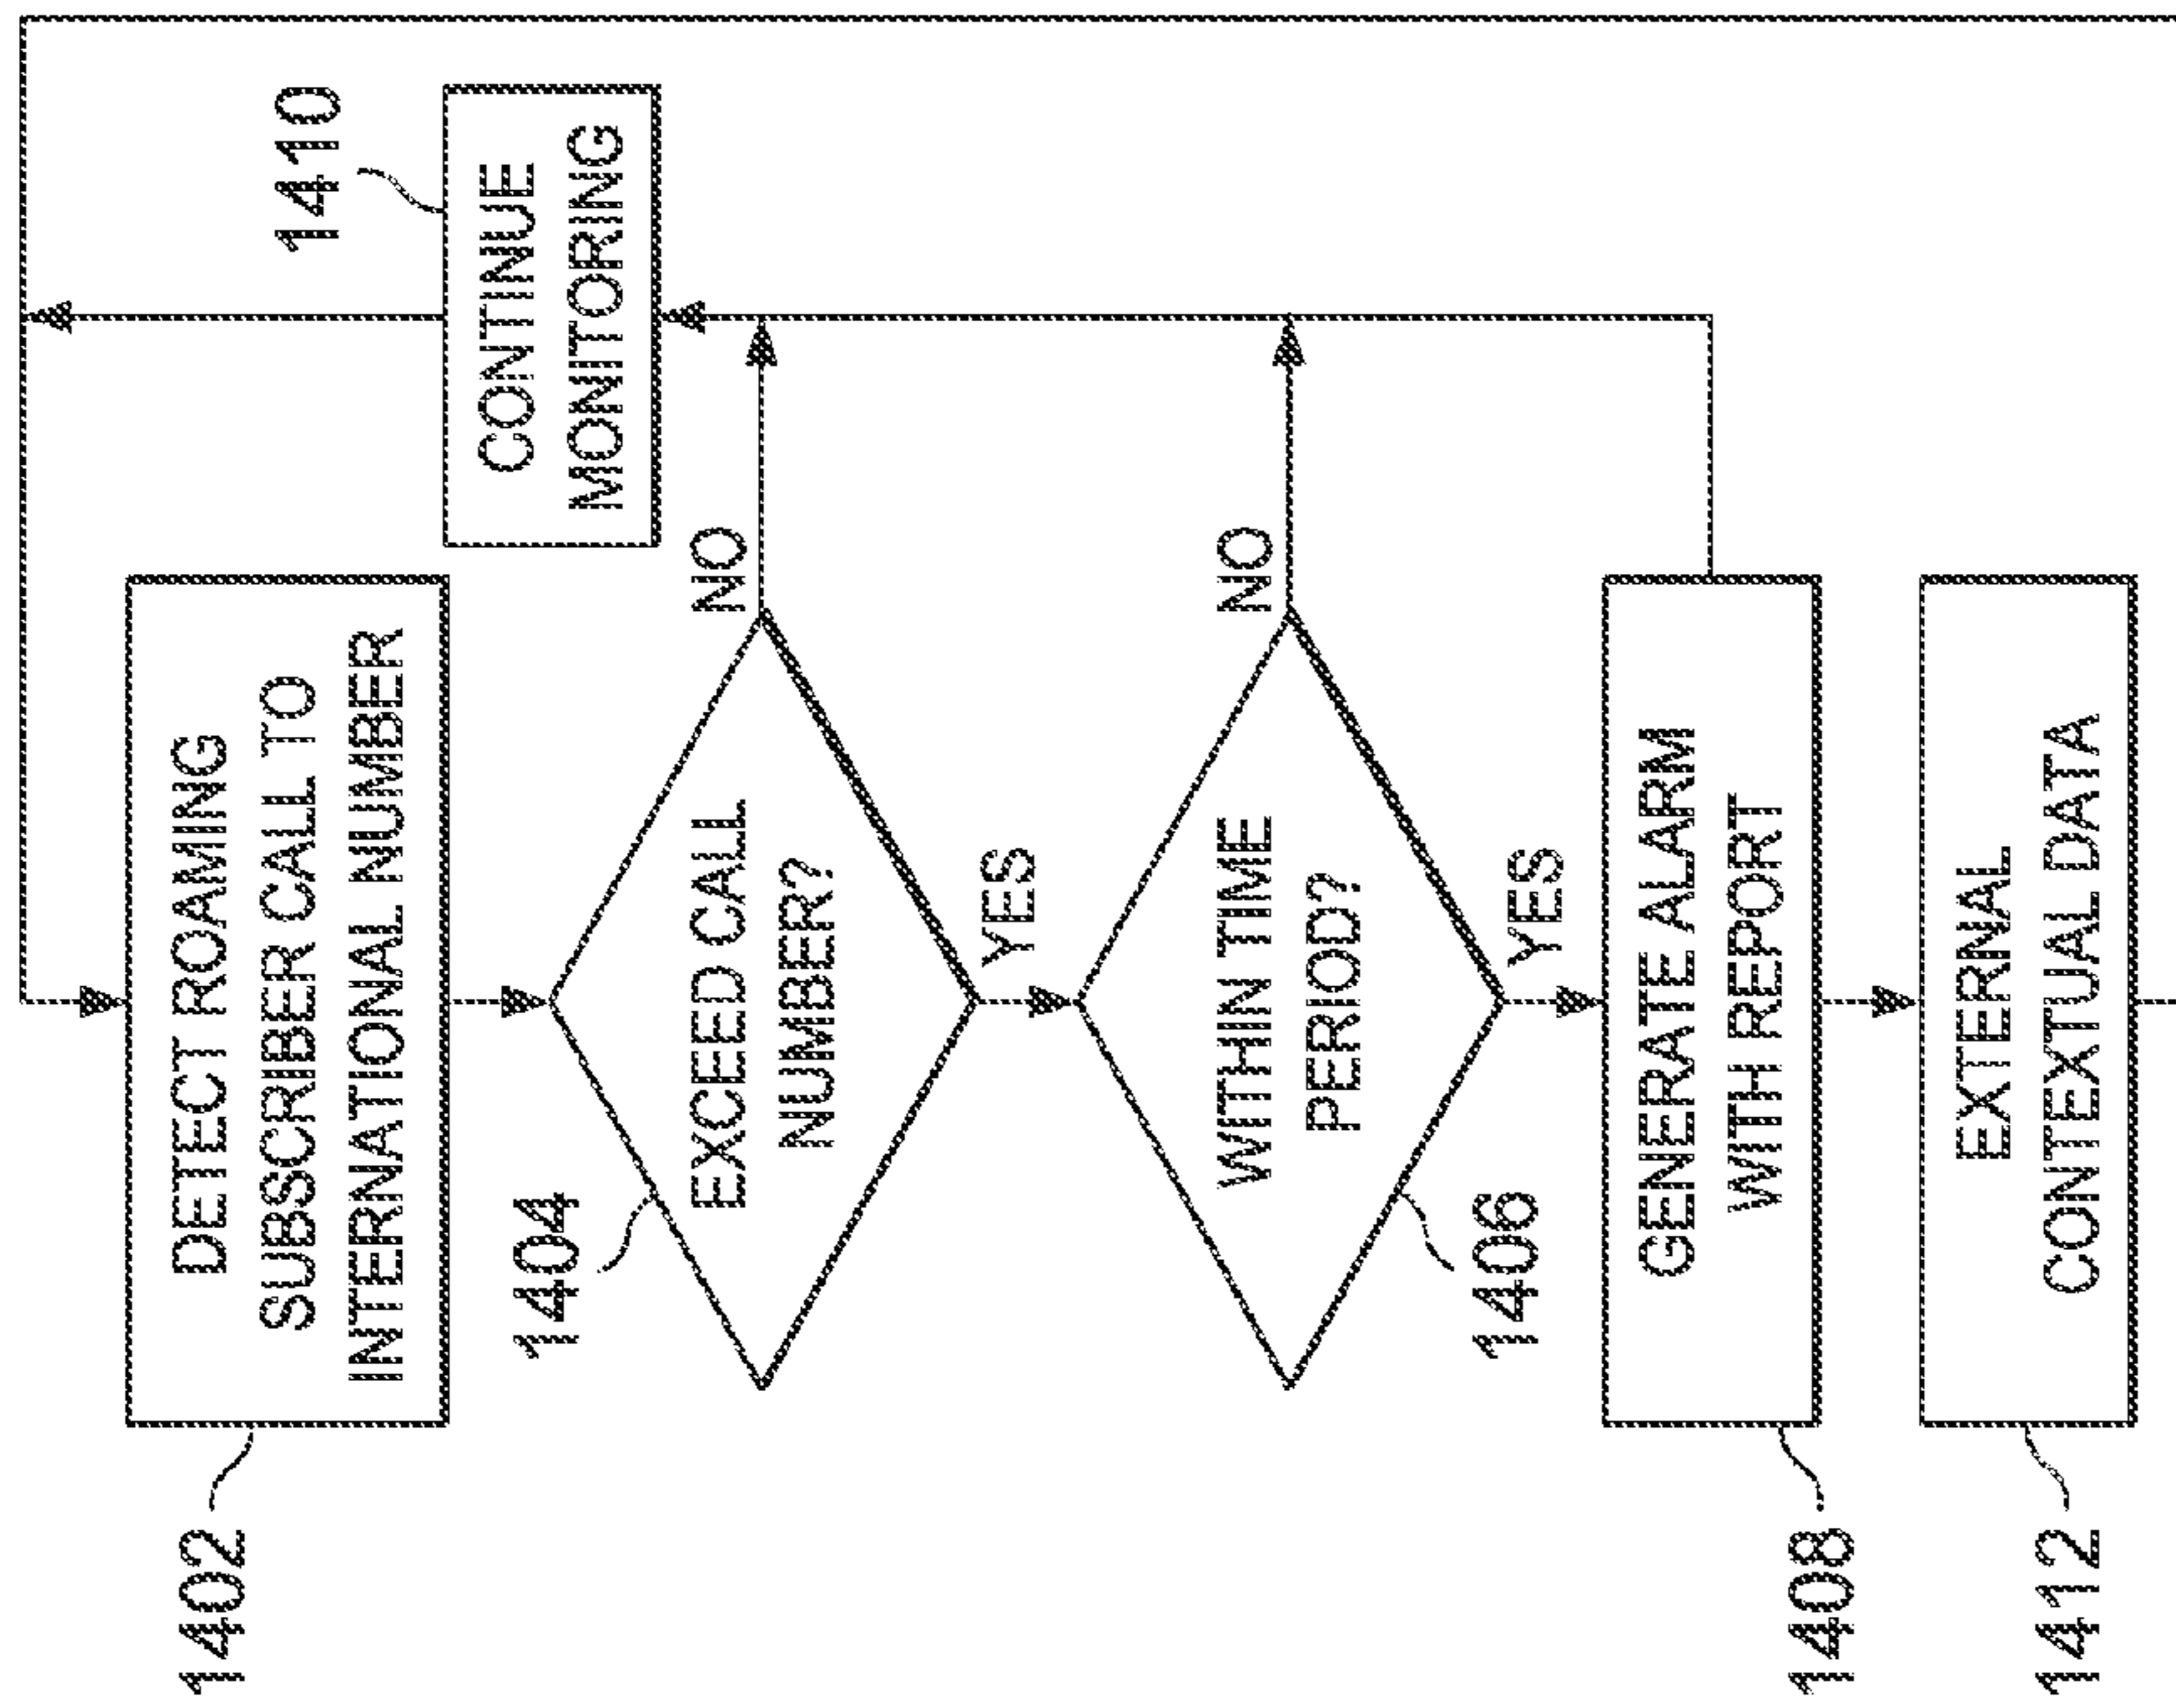 1402
DETECT ROAMING
SUBSCRIBER CALL TO
INTERNATIONAL NUMBER
1404
EXCEED CALL
NUMBER?
NO
YES
1410
CONTINUE
MONITORING
WITHIN TIME
PERIOD?
1406
NO
YES
1408
GENERATE ALARM
WITH REPORT
1412
EXTERNAL
CONTEXTUAL DATA